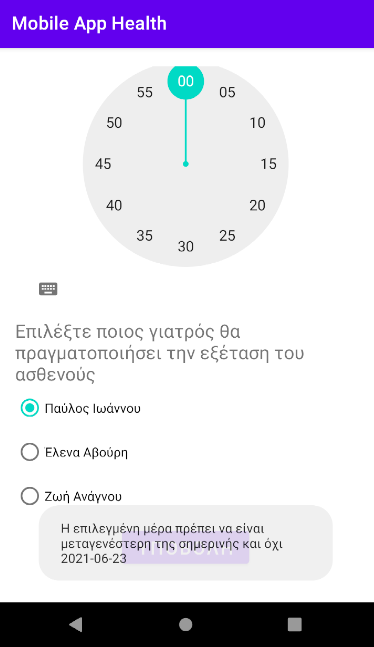 Mobile App Health
00
05
10
15
20
25
30
35
40
45
50
55
Επιλέξτε ποιος γιατρός θα
πραγματοποιήσει την εξέταση του
ασθενούς
Παύλος Ιωάννου
Έλενα Αβούρη
Ζωή Ανάγνου
Η επιλεγμένη μέρα πρέπει να είναι
μεταγενέστερη της σημερινής και όχι
2021-06-23